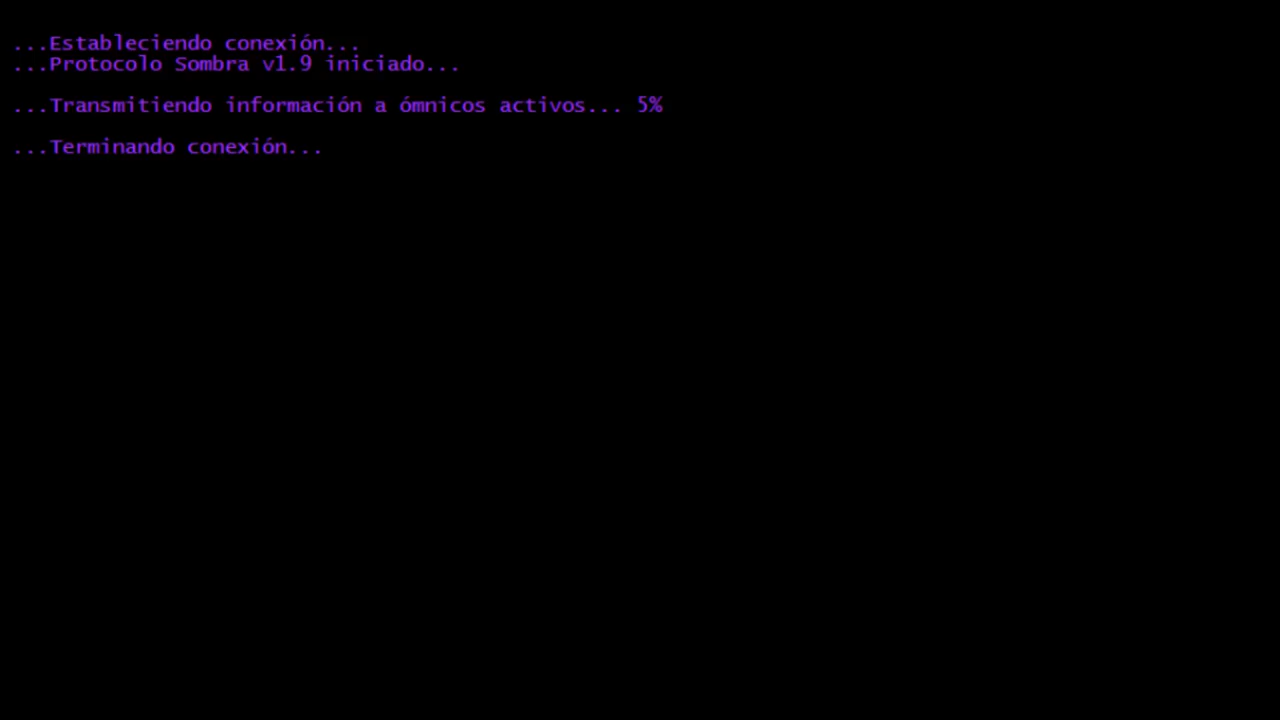 ...Estableciendo conexión...
...Protocolo Sombra v1.9 iniciado...
...Transmitiendo información a ómnicos activos... 5%
...Terminando conexión...